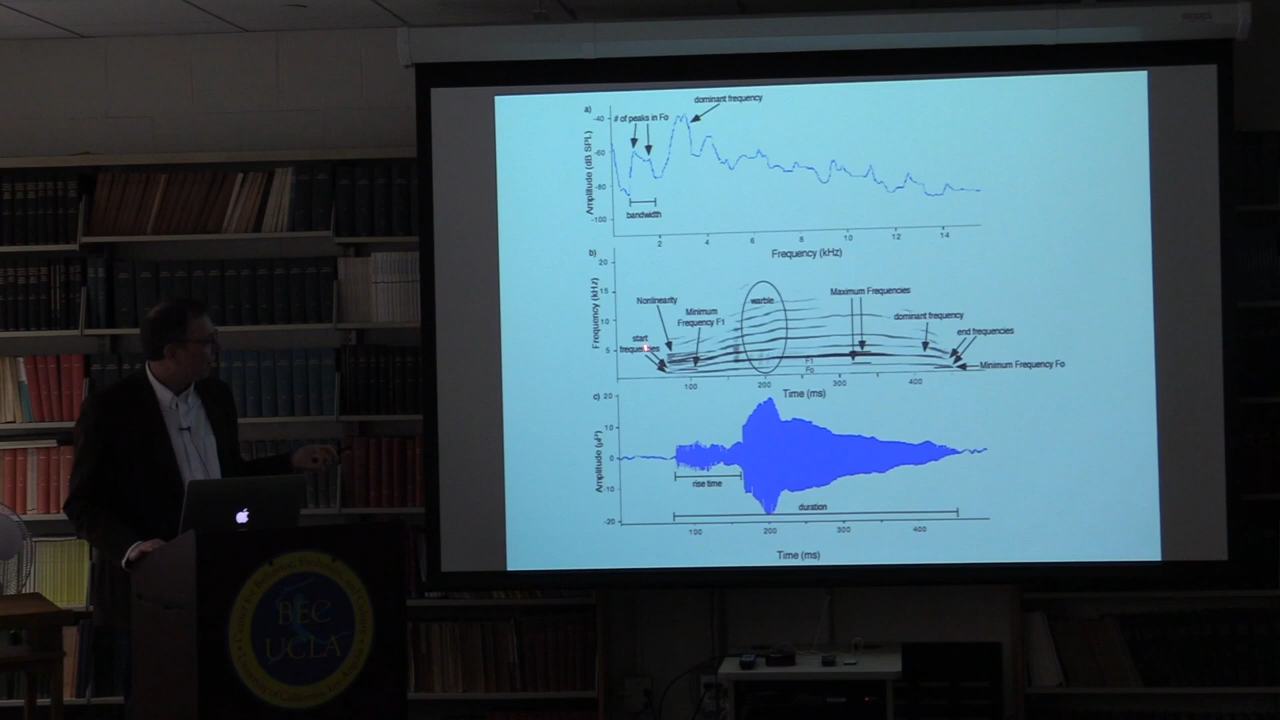 a)
dominant frequency
# of peaks in Fo
-40
-60
-80
-100
Amplitude (dB SPL)
bandwidth
2
4
6
8
10
12
14
Frequency (kHz)
b)
20
15
10
5
Frequency (kHz)
Nonlinearity
warble
Maximum Frequencies
Minimum
Frequency F1
dominant frequency
start
frequencies
end frequencies
F1
Fo
Minimum Frequency Fo
100
200
300
400
Time (ms)
c)
20
10
0
-10
-20
rise time
duration
100
200
300
400
Time (ms)
BEC
UCLA